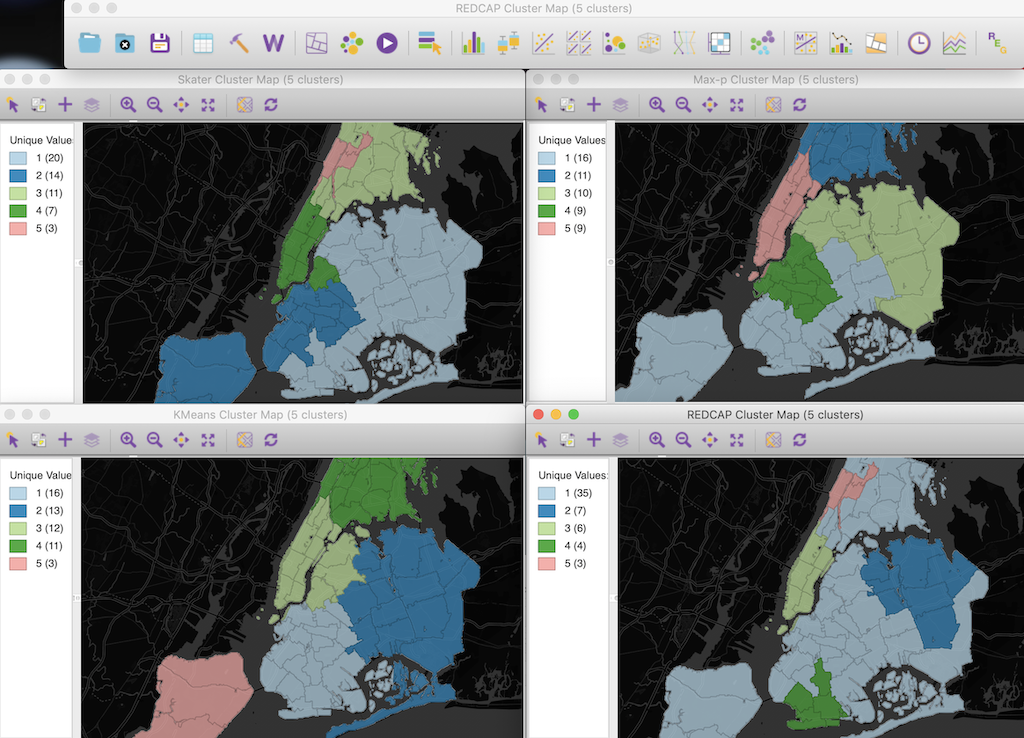 REDCAP Cluster Map (5 clusters)
W
M
REG
Skater Cluster Map (5 clusters)
Unique Value
1 (20)
2 (14)
3 (11)
4 (7)
5 (3)
Max-p Cluster Map (5 clusters)
Unique Values
1 (16)
2 (11)
3 (10)
4 (9)
5 (9)
KMeans Cluster Map (5 clusters)
Unique Value
1 (16)
2 (13)
3 (12)
4 (11)
5 (3)
REDCAP Cluster Map (5 clusters)
Unique Values:
1 (35)
2 (7)
3 (6)
4 (4)
5 (3)